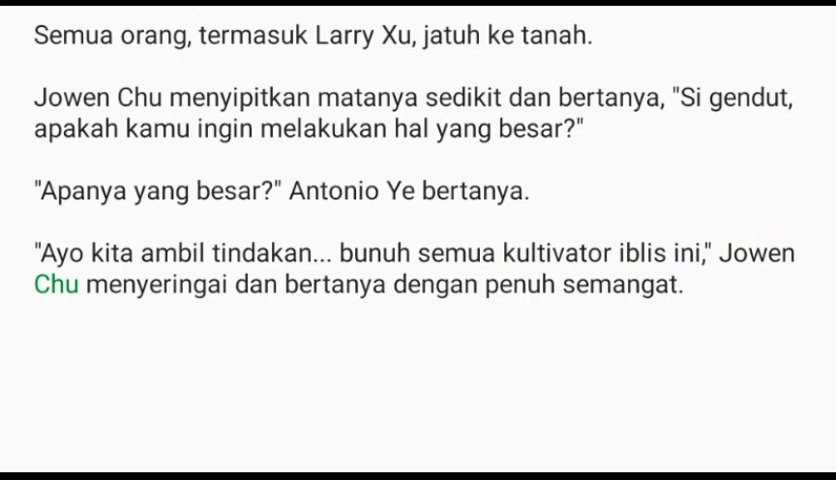 Semua orang, termasuk Larry Xu, jatuh ke tanah.
Jowen Chu menyipitkan matanya sedikit dan bertanya, "Si gendut,
apakah kamu ingin melakukan hal yang besar?"
"Apanya yang besar?" Antonio Ye bertanya.
"Ayo kita ambil tindakan... bunuh semua kultivator iblis ini," Jowen
Chu menyeringai dan bertanya dengan penuh semangat.